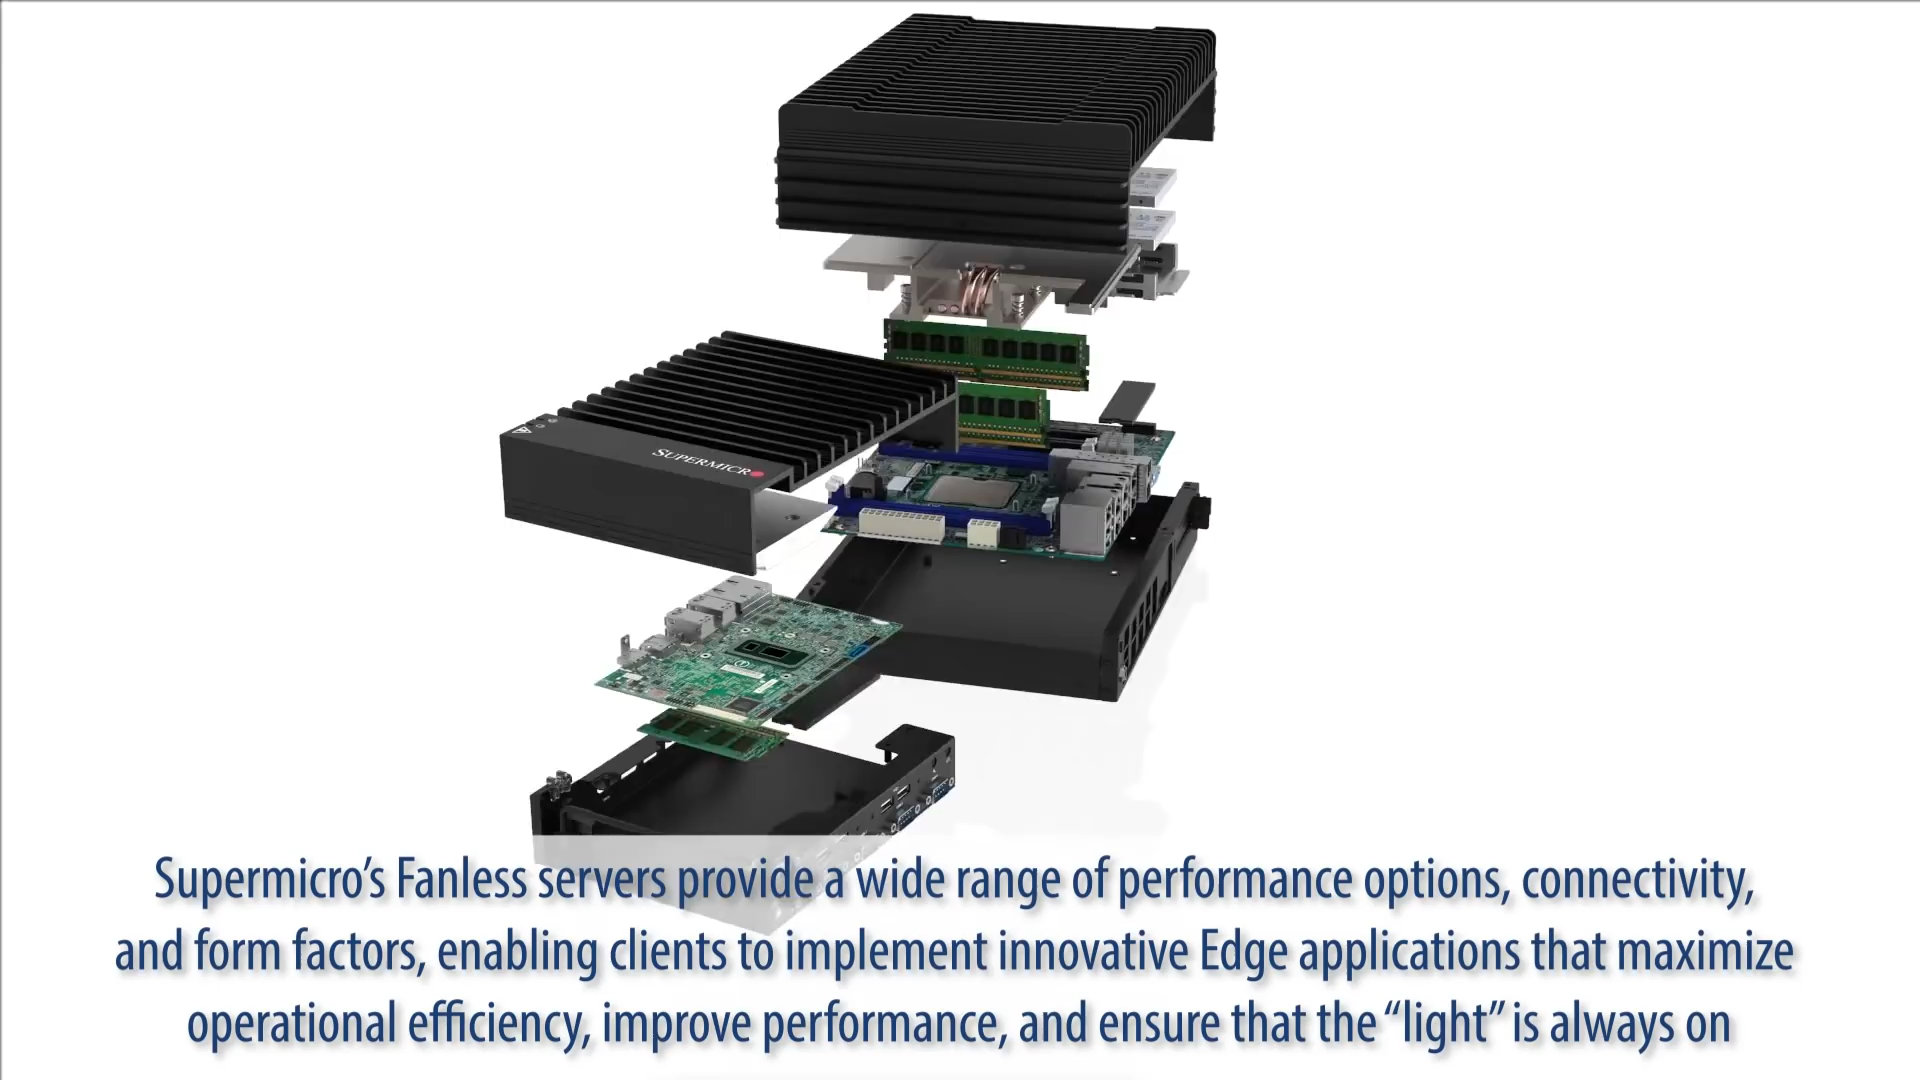 SUPERMICR
Supermicro’s Fanless servers provide a wide range of performance options, connectivity,
and form factors, enabling clients to implement innovative Edge applications that maximize
operational efficiency, improve performance, and ensure that the “light” is always on